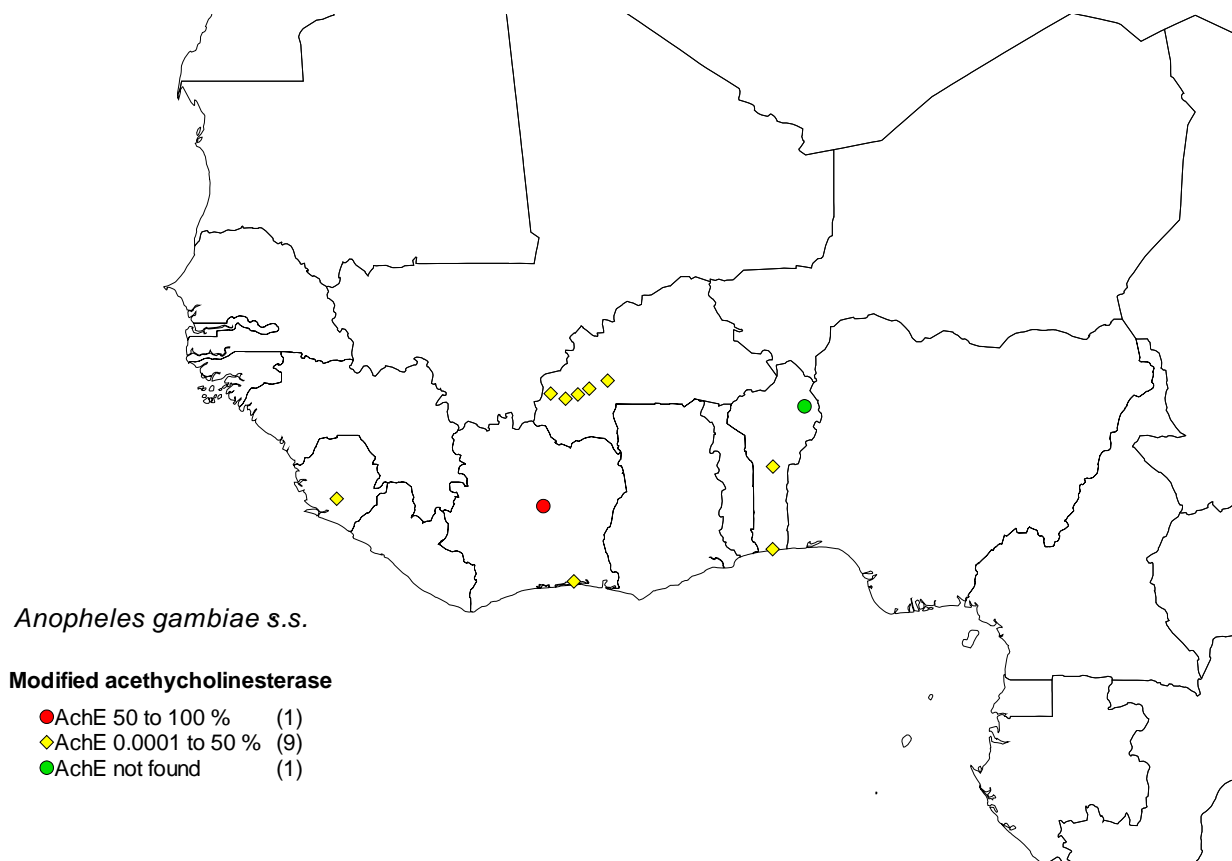 Anopheles gambiae s.s.
Modified acethycholinesterase
AchE 50 to 100 % (1)
AchE 0.0001 to 50 % (9)
AchE not found (1)